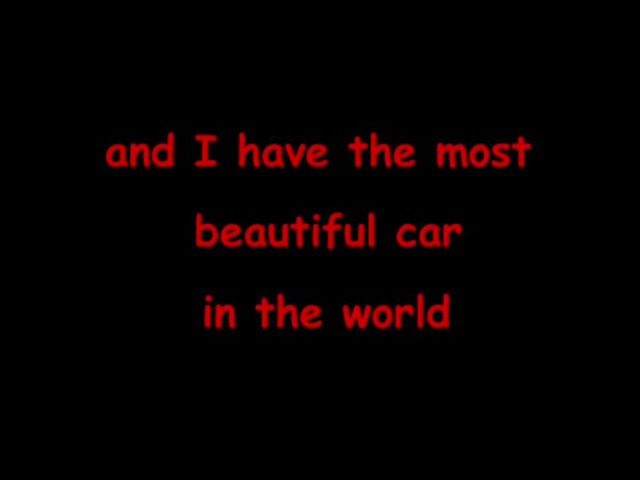 and I have the most
beautiful car
in the world